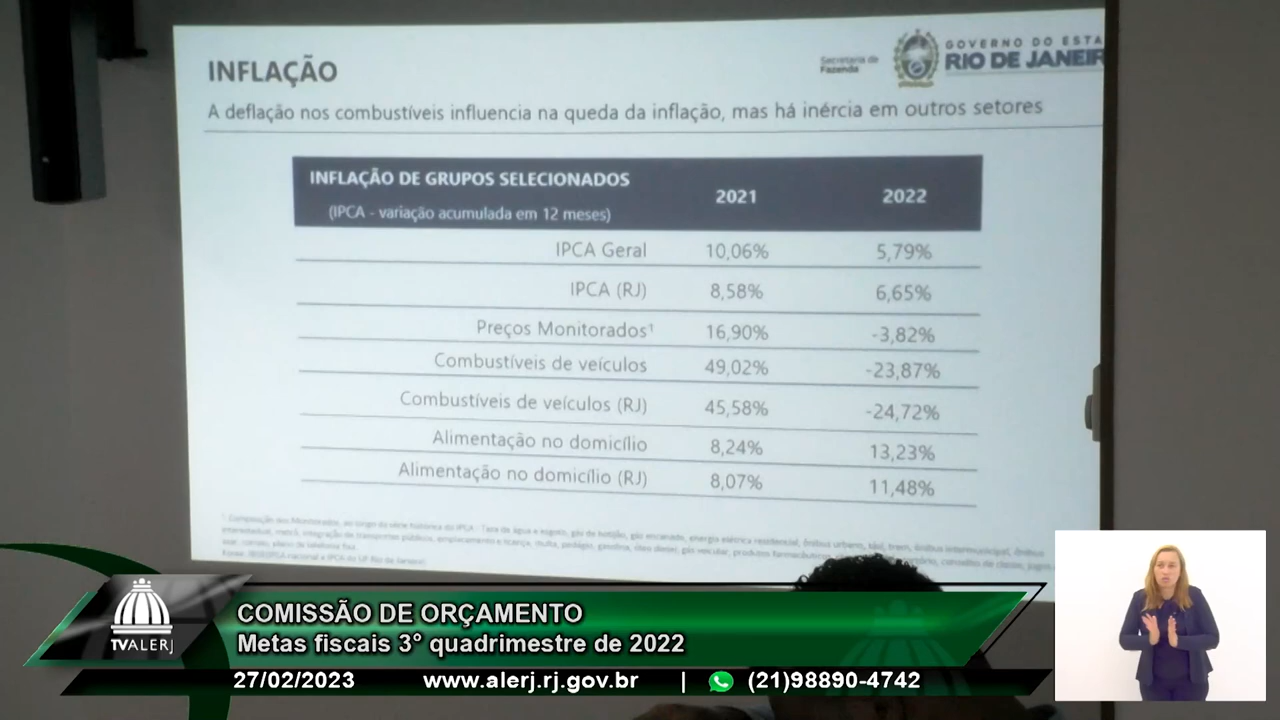 INFLAÇÃO
Secretaria de
Fazenda
GOVERNO DO ESTA
RIO DE JANEIR
A deflação nos combustíveis influencia na queda da inflação, mas há inércia em outros setores
INFLAÇÃO DE GRUPOS SELECIONADOS 2021 2022
(IPCA - variação acumulada em 12 meses)
IPCA Geral 10,06% 5,79%
IPCA (RJ) 8,58% 6,65%
Preços Monitorados¹ 16,90% -3,82%
Combustíveis de veículos 49,02% -23,87%
Combustíveis de veículos (RJ) 45,58% -24,72%
Alimentação no domicílio 8,24% 13,23%
Alimentação no domicílio (RJ) 8,07% 11,48%
TVALERJ
COMISSÃO DE ORÇAMENTO
Metas fiscais 3° quadrimestre de 2022
27/02/2023 www.alerj.rj.gov.br | (21)98890-4742